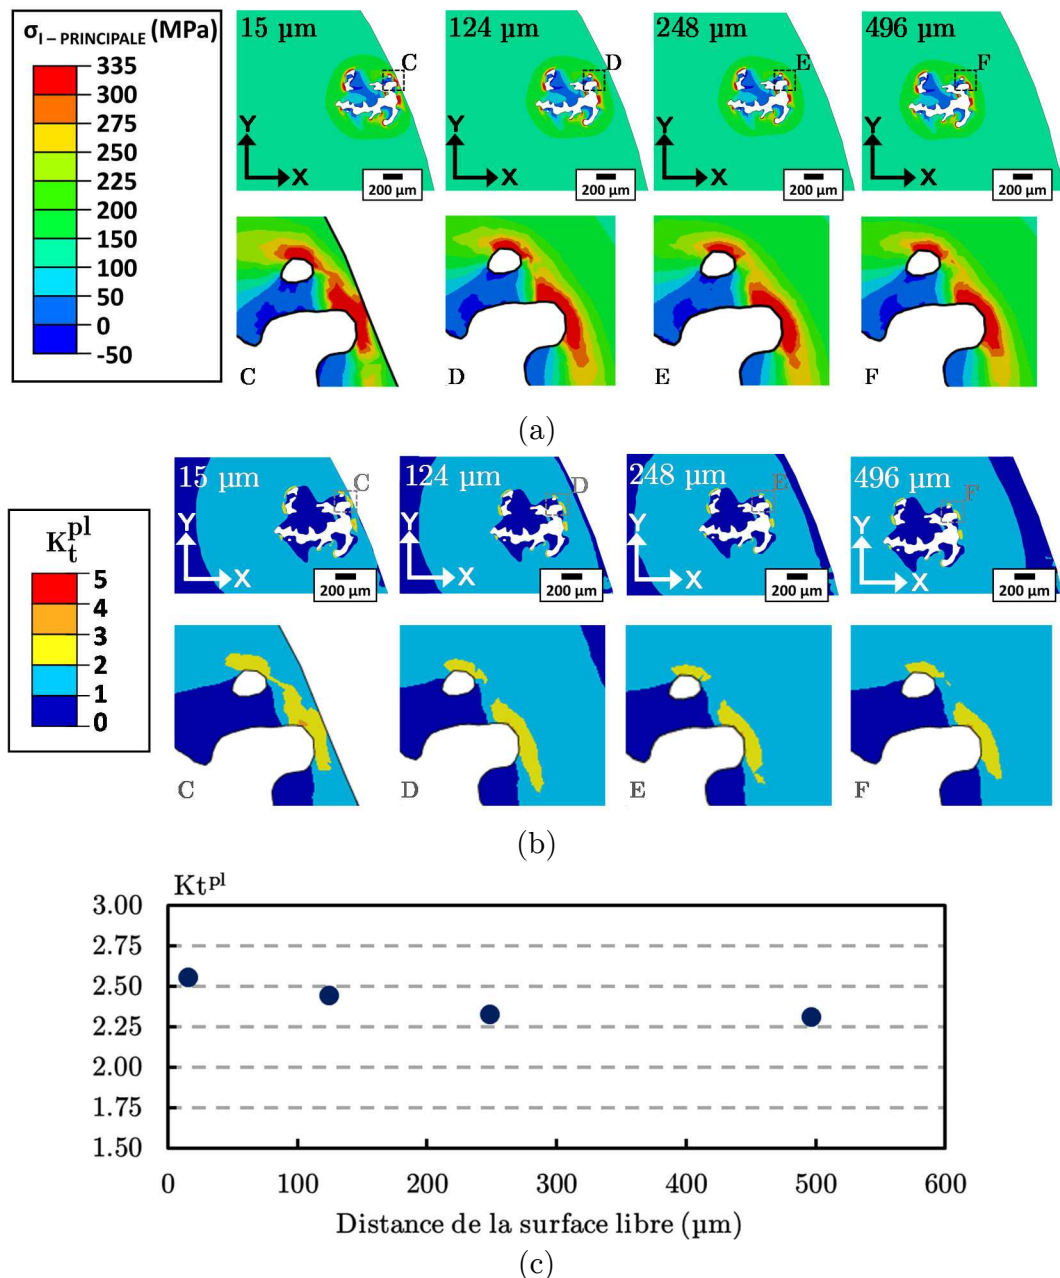 σI – PRINCIPALE (MPa)
335
300
275
250
225
200
150
100
50
0
-50
15 µm
C
Y
X
200 µm
124 µm
D
Y
X
200 µm
248 µm
E
Y
X
200 µm
496 µm
F
Y
X
200 µm
C
D
E
F
(a)
Kt pl
5
4
3
2
1
0
15 µm
C
Y
X
200 µm
124 µm
D
Y
X
200 µm
248 µm
E
Y
X
200 µm
496 µm
F
Y
X
200 µm
C
D
E
F
(b)
Ktpl
3.00
2.75
2.50
2.25
2.00
1.75
1.50
0 100 200 300 400 500 600
Distance de la surface libre (µm)
(c)